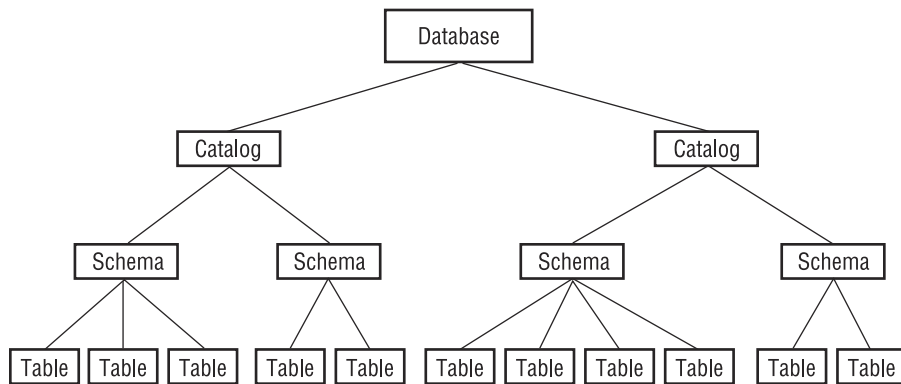 Database
Catalog Catalog
Schema Schema Schema Schema
Table Table Table Table Table Table Table Table Table Table Table